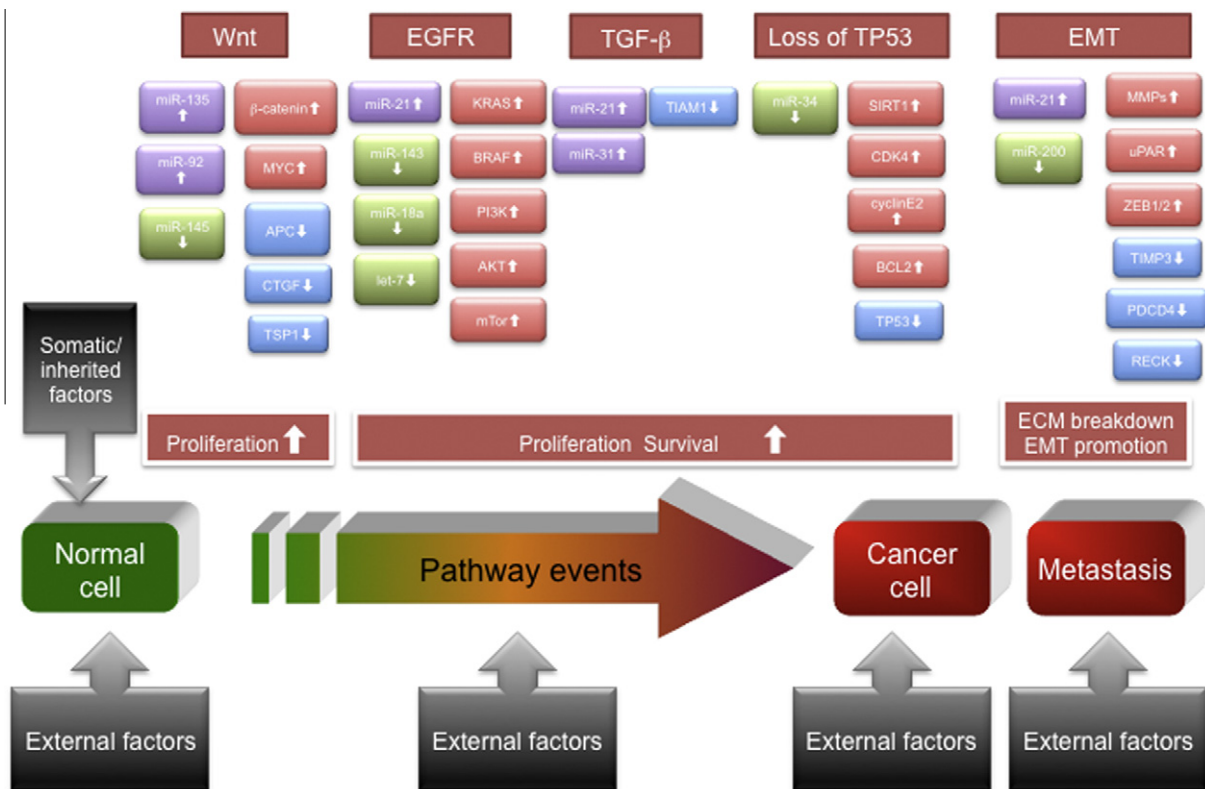 Wnt
EGFR
TGF-β
Loss of TP53
EMT
miR-135
⬆
β-catenin⬆
miR-92
⬆
MYC⬆
miR-145
⬇
APC⬇
CTGF⬇
TSP1⬇
miR-21⬆
KRAS⬆
miR-143
⬇
BRAF⬆
miR-18a
⬇
PI3K⬆
let-7⬇
AKT⬆
mTor⬆
miR-21⬆
TIAM1⬇
miR-31⬆
miR-34
⬇
SIRT1⬆
CDK4⬆
cyclinE2
⬆
BCL2⬆
TP53⬇
miR-21⬆
MMPs⬆
miR-200
⬇
uPAR⬆
ZEB1/2⬆
TIMP3⬇
PDCD4⬇
RECK⬇
Somatic/
inherited
factors
Proliferation ⬆
Proliferation Survival ⬆
ECM breakdown
EMT promotion
Normal
cell
Pathway events
Cancer
cell
Metastasis
External factors
External factors
External factors
External factors